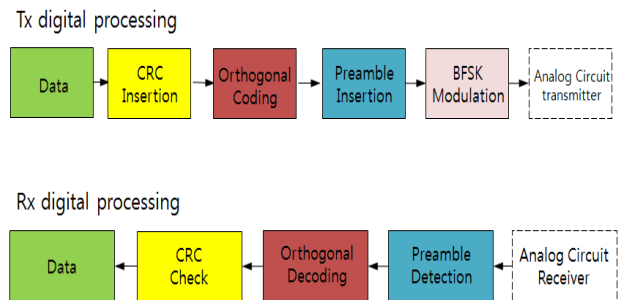 Tx digital processing
Data
CRC
Insertion
Orthogonal
Coding
Preamble
Insertion
BFSK
Modulation
Analog Circuit
transmitter
Rx digital processing
Data
CRC
Check
Orthogonal
Decoding
Preamble
Detection
Analog Circuit
Receiver